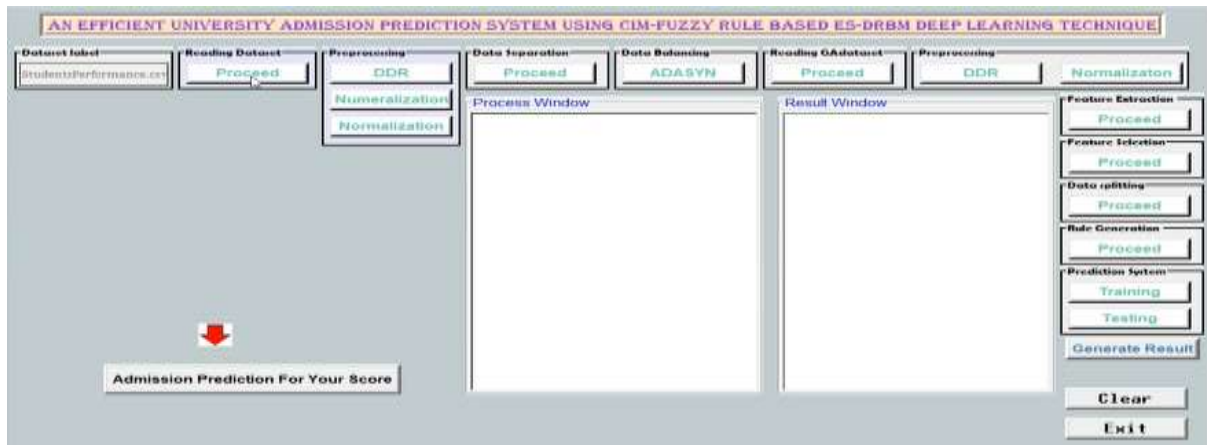 AN EFFICIENT UNIVERSITY ADMISSION PREDICTION SYSTEM USING CIM-FUZZY RULE BASED ES-DRBM DEEP LEARNING TECHNIQUE
Dataset label
StudentsPerformance.csv
Reading Dataset
Proceed
Preprocessing
DDR
Numeralization
Normalization
Data Separation
Proceed
Data Balancing
ADASYN
Reading GAdataset
Proceed
Preprocessing
DDR
Normalizaton
Process Window
Result Window
Feature Extraction
Proceed
Feature Selection
Proceed
Data splitting
Proceed
Rule Generation
Proceed
Prediction System
Training
Testing
Generate Result
Admission Prediction For Your Score
Clear
Exit